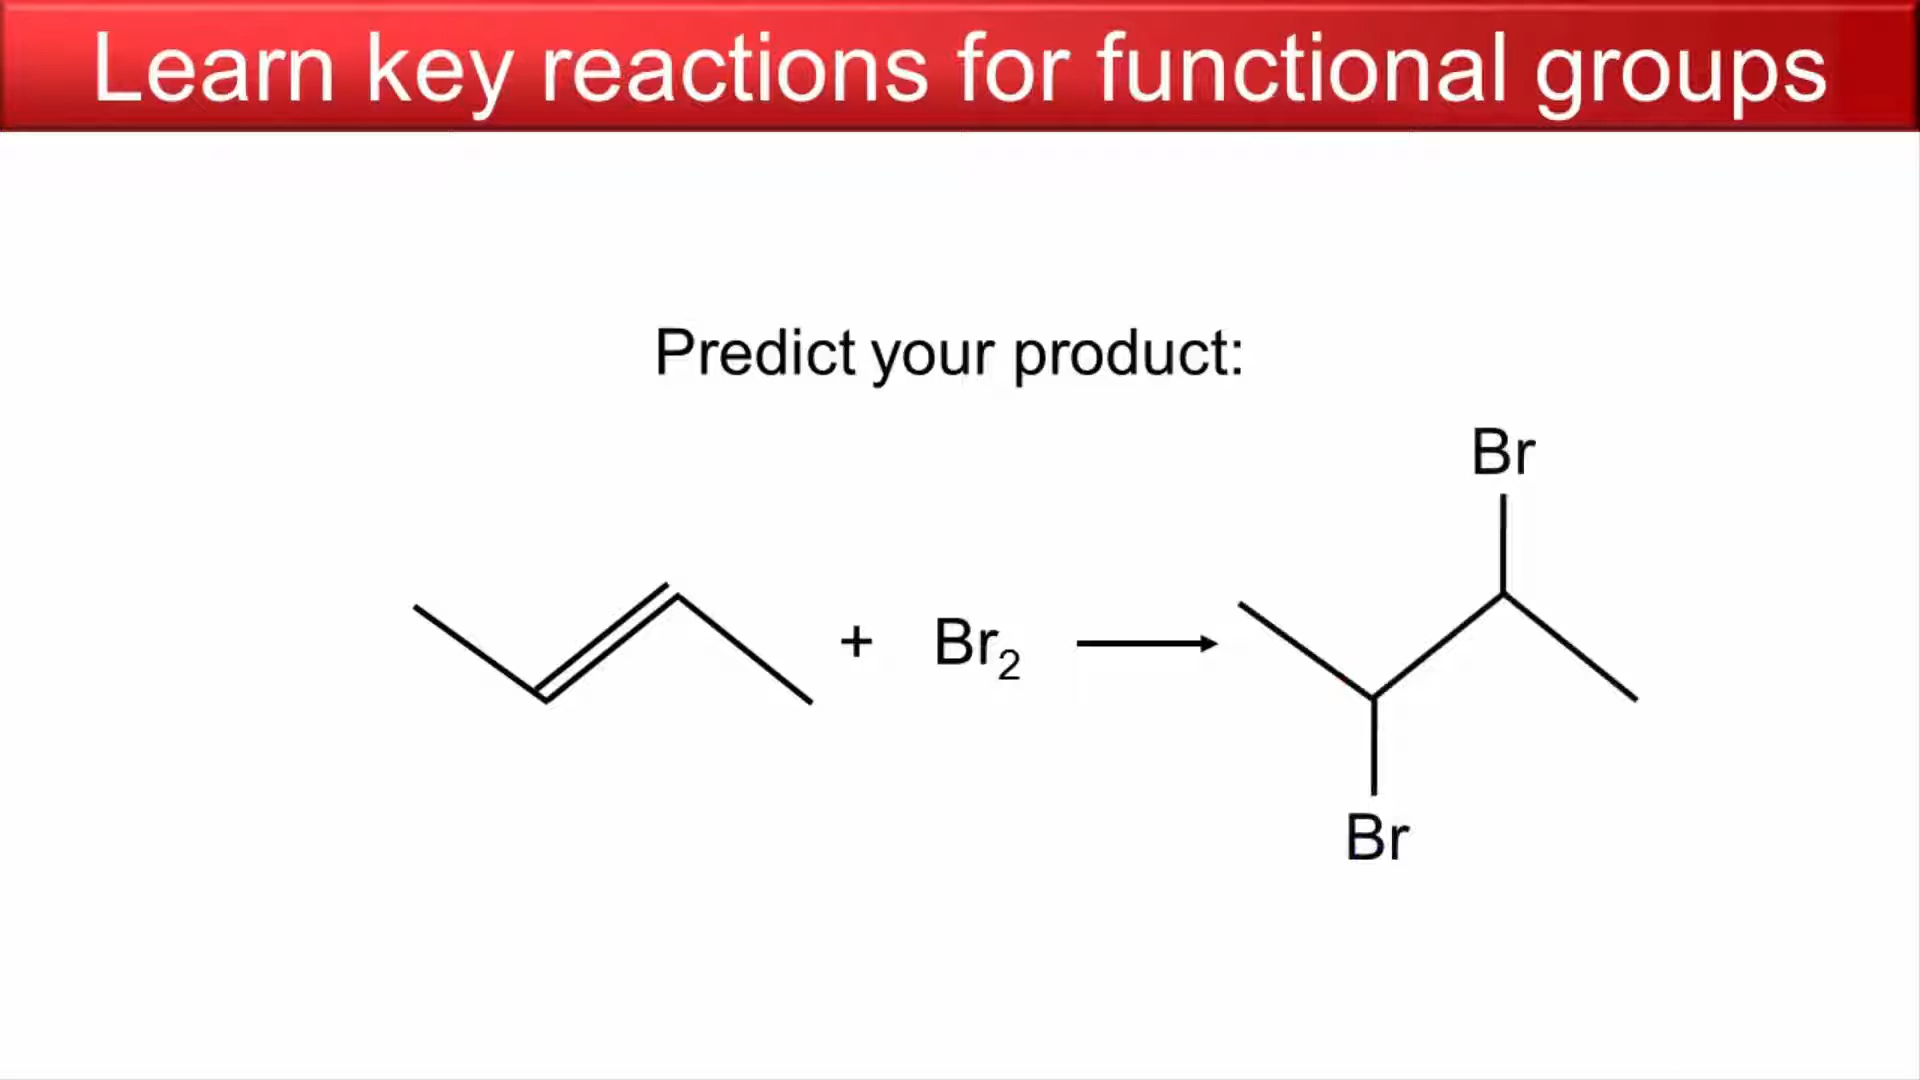 Learn key reactions for functional groups
Predict your product:
Br
+ Br₂
Br